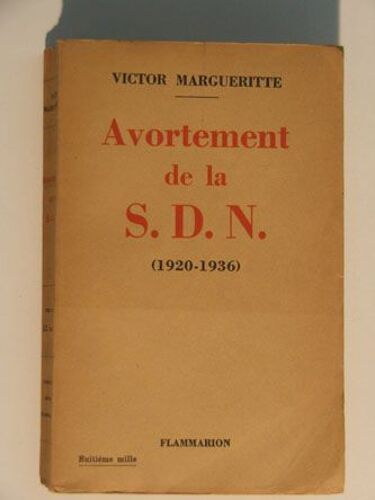 VICTOR MARGUERITTE
Avortement
de la
S. D. N.
(1920-1936)
Huitième mille
FLAMMARION